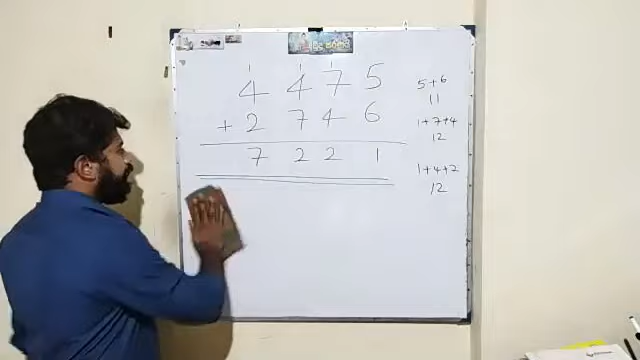 1 1 1
4 4 7 5
+ 2 7 4 6
7 2 2 1
5+6
11
1+7+4
12
1+4+2
12